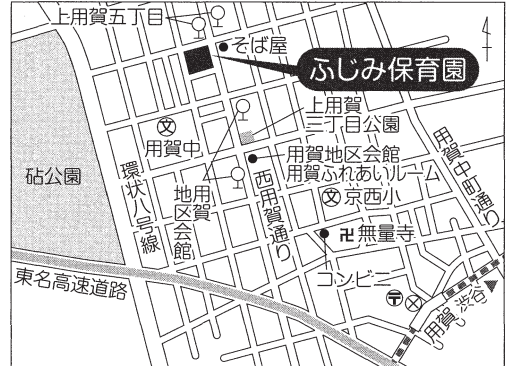 上用賀五丁目
そば屋
ふじみ保育園
上用賀
三丁目公園
文
用賀中
用賀地区会館
用賀ふれあいルーム
用賀中町通り
砧公園
環状八号線
用賀
地区会館
西用賀通り
文 京西小
卍 無量寺
コンビニ
東名高速道路
〒
用賀
渋谷